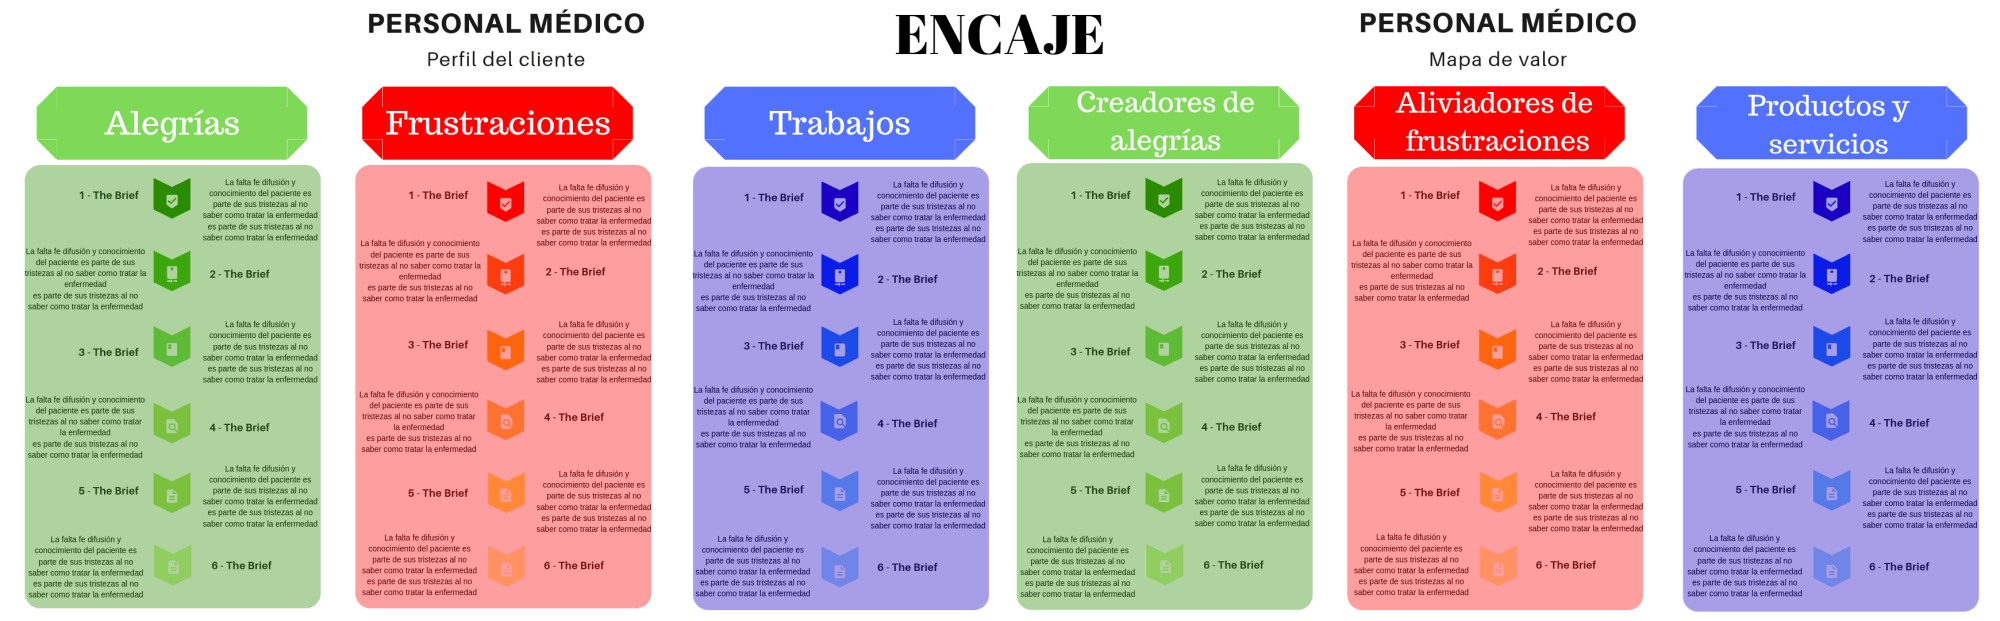 PERSONAL MÉDICO
Perfil del cliente
ENCAJE
PERSONAL MÉDICO
Mapa de valor
Alegrías
1 - The Brief
La falta fe difusión y
conocimiento del paciente es
parte de sus tristezas al no
saber como tratar la enfermedad
es parte de sus tristezas al no
saber como tratar la enfermedad
La falta fe difusión y conocimiento
del paciente es parte de sus
tristezas al no saber como tratar la
enfermedad
es parte de sus tristezas al no
saber como tratar la enfermedad
2 - The Brief
3 - The Brief
La falta fe difusión y
conocimiento del paciente es
parte de sus tristezas al no
saber como tratar la enfermedad
es parte de sus tristezas al no
saber como tratar la enfermedad
La falta fe difusión y conocimiento
del paciente es parte de sus
tristezas al no saber como tratar la
enfermedad
es parte de sus tristezas al no
saber como tratar la enfermedad
4 - The Brief
5 - The Brief
La falta fe difusión y
conocimiento del paciente es
parte de sus tristezas al no
saber como tratar la enfermedad
es parte de sus tristezas al no
saber como tratar la enfermedad
La falta fe difusión y
conocimiento del paciente es
parte de sus tristezas al no
saber como tratar la enfermedad
es parte de sus tristezas al no
saber como tratar la enfermedad
6 - The Brief
Frustraciones
1 - The Brief
La falta fe difusión y
conocimiento del paciente es
parte de sus tristezas al no
saber como tratar la enfermedad
es parte de sus tristezas al no
saber como tratar la enfermedad
La falta fe difusión y conocimiento
del paciente es parte de sus
tristezas al no saber como tratar la
enfermedad
es parte de sus tristezas al no
saber como tratar la enfermedad
2 - The Brief
3 - The Brief
La falta fe difusión y
conocimiento del paciente es
parte de sus tristezas al no
saber como tratar la enfermedad
es parte de sus tristezas al no
saber como tratar la enfermedad
La falta fe difusión y conocimiento
del paciente es parte de sus
tristezas al no saber como tratar
la enfermedad
es parte de sus tristezas al no
saber como tratar la enfermedad
4 - The Brief
5 - The Brief
La falta fe difusión y
conocimiento del paciente es
parte de sus tristezas al no
saber como tratar la enfermedad
es parte de sus tristezas al no
saber como tratar la enfermedad
La falta fe difusión y
conocimiento del paciente es
parte de sus tristezas al no
saber como tratar la enfermedad
es parte de sus tristezas al no
saber como tratar la enfermedad
6 - The Brief
Trabajos
1 - The Brief
La falta fe difusión y
conocimiento del paciente es
parte de sus tristezas al no
saber como tratar la enfermedad
es parte de sus tristezas al no
saber como tratar la enfermedad
La falta fe difusión y conocimiento
del paciente es parte de sus
tristezas al no saber como tratar la
enfermedad
es parte de sus tristezas al no
saber como tratar la enfermedad
2 - The Brief
3 - The Brief
La falta fe difusión y
conocimiento del paciente es
parte de sus tristezas al no
saber como tratar la enfermedad
es parte de sus tristezas al no
saber como tratar la enfermedad
La falta fe difusión y conocimiento
del paciente es parte de sus
tristezas al no saber como tratar
la enfermedad
es parte de sus tristezas al no
saber como tratar la enfermedad
4 - The Brief
5 - The Brief
La falta fe difusión y
conocimiento del paciente es
parte de sus tristezas al no
saber como tratar la enfermedad
es parte de sus tristezas al no
saber como tratar la enfermedad
La falta fe difusión y
conocimiento del paciente es
parte de sus tristezas al no
saber como tratar la enfermedad
es parte de sus tristezas al no
saber como tratar la enfermedad
6 - The Brief
Creadores de
alegrías
1 - The Brief
La falta fe difusión y
conocimiento del paciente es
parte de sus tristezas al no
saber como tratar la enfermedad
es parte de sus tristezas al no
saber como tratar la enfermedad
La falta fe difusión y conocimiento
del paciente es parte de sus
tristezas al no saber como tratar la
enfermedad
es parte de sus tristezas al no
saber como tratar la enfermedad
2 - The Brief
3 - The Brief
La falta fe difusión y
conocimiento del paciente es
parte de sus tristezas al no
saber como tratar la enfermedad
es parte de sus tristezas al no
saber como tratar la enfermedad
La falta fe difusión y conocimiento
del paciente es parte de sus
tristezas al no saber como tratar
la enfermedad
es parte de sus tristezas al no
saber como tratar la enfermedad
4 - The Brief
5 - The Brief
La falta fe difusión y
conocimiento del paciente es
parte de sus tristezas al no
saber como tratar la enfermedad
es parte de sus tristezas al no
saber como tratar la enfermedad
La falta fe difusión y
conocimiento del paciente es
parte de sus tristezas al no
saber como tratar la enfermedad
es parte de sus tristezas al no
saber como tratar la enfermedad
6 - The Brief
Aliviadores de
frustraciones
1 - The Brief
La falta fe difusión y
conocimiento del paciente es
parte de sus tristezas al no
saber como tratar la enfermedad
es parte de sus tristezas al no
saber como tratar la enfermedad
La falta fe difusión y conocimiento
del paciente es parte de sus
tristezas al no saber como tratar la
enfermedad
es parte de sus tristezas al no
saber como tratar la enfermedad
2 - The Brief
3 - The Brief
La falta fe difusión y
conocimiento del paciente es
parte de sus tristezas al no
saber como tratar la enfermedad
es parte de sus tristezas al no
saber como tratar la enfermedad
La falta fe difusión y conocimiento
del paciente es parte de sus
tristezas al no saber como tratar
la enfermedad
es parte de sus tristezas al no
saber como tratar la enfermedad
4 - The Brief
5 - The Brief
La falta fe difusión y
conocimiento del paciente es
parte de sus tristezas al no
saber como tratar la enfermedad
es parte de sus tristezas al no
saber como tratar la enfermedad
La falta fe difusión y
conocimiento del paciente es
parte de sus tristezas al no
saber como tratar la enfermedad
es parte de sus tristezas al no
saber como tratar la enfermedad
6 - The Brief
Productos y
servicios
1 - The Brief
La falta fe difusión y
conocimiento del paciente es
parte de sus tristezas al no
saber como tratar la enfermedad
es parte de sus tristezas al no
saber como tratar la enfermedad
La falta fe difusión y conocimiento
del paciente es parte de sus
tristezas al no saber como tratar la
enfermedad
es parte de sus tristezas al no
saber como tratar la enfermedad
2 - The Brief
3 - The Brief
La falta fe difusión y
conocimiento del paciente es
parte de sus tristezas al no
saber como tratar la enfermedad
es parte de sus tristezas al no
saber como tratar la enfermedad
La falta fe difusión y conocimiento
del paciente es parte de sus
tristezas al no saber como tratar
la enfermedad
es parte de sus tristezas al no
saber como tratar la enfermedad
4 - The Brief
5 - The Brief
La falta fe difusión y
conocimiento del paciente es
parte de sus tristezas al no
saber como tratar la enfermedad
es parte de sus tristezas al no
saber como tratar la enfermedad
La falta fe difusión y
conocimiento del paciente es
parte de sus tristezas al no
saber como tratar la enfermedad
es parte de sus tristezas al no
saber como tratar la enfermedad
6 - The Brief